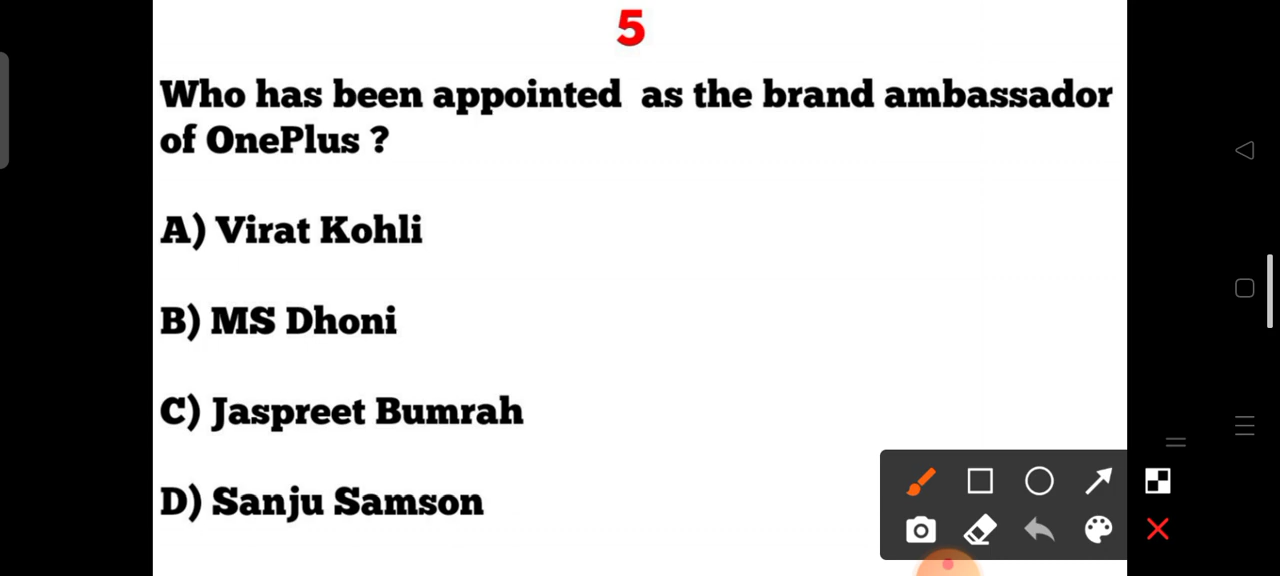 5
Who has been appointed as the brand ambassador
of OnePlus ?
A) Virat Kohli
B) MS Dhoni
C) Jaspreet Bumrah
D) Sanju Samson